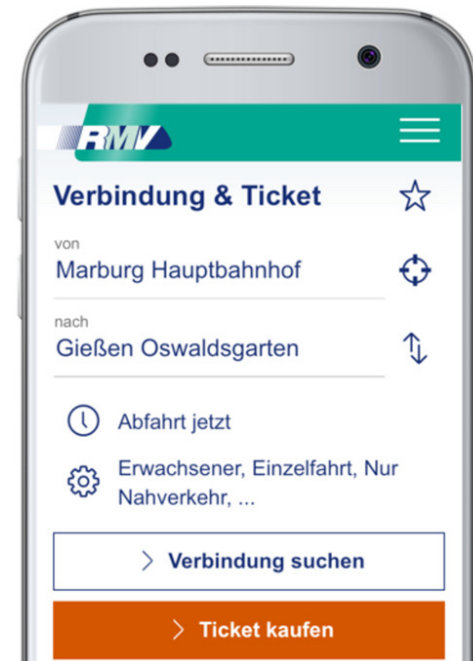 RMV
Verbindung & Ticket
von
Marburg Hauptbahnhof
nach
Gießen Oswaldsgarten
Abfahrt jetzt
Erwachsener, Einzelfahrt, Nur
Nahverkehr, ...
Verbindung suchen
Ticket kaufen